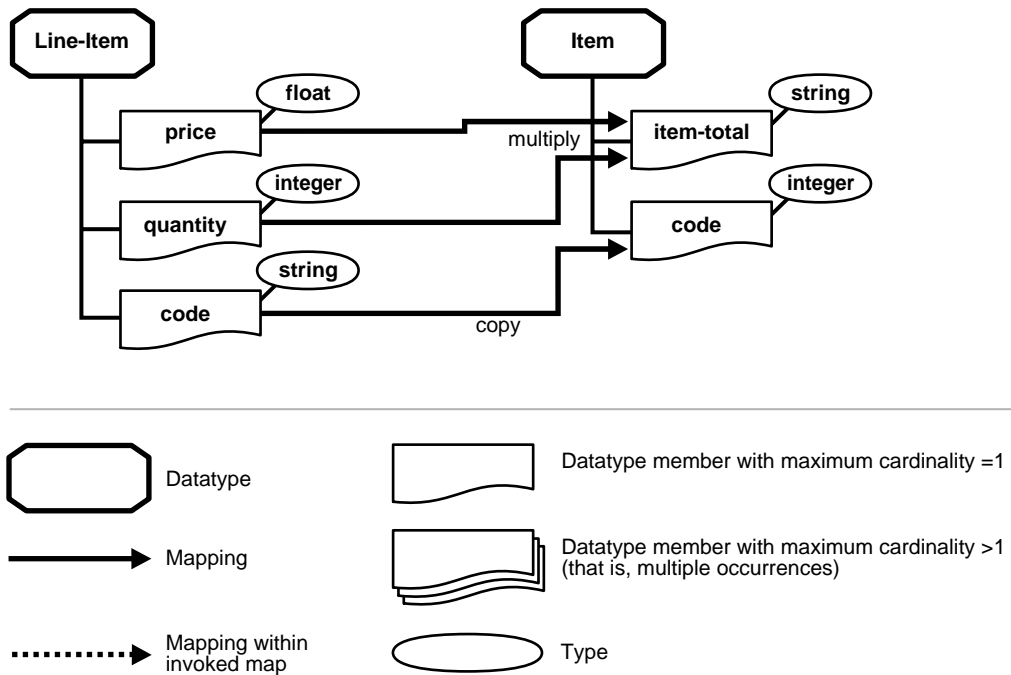 Line-Item
Item
float
string
price
multiply
item-total
integer
integer
quantity
code
string
code
copy
Datatype
Datatype member with maximum cardinality =1
Mapping
Datatype member with maximum cardinality >1
(that is, multiple occurrences)
Mapping within
invoked map
Type